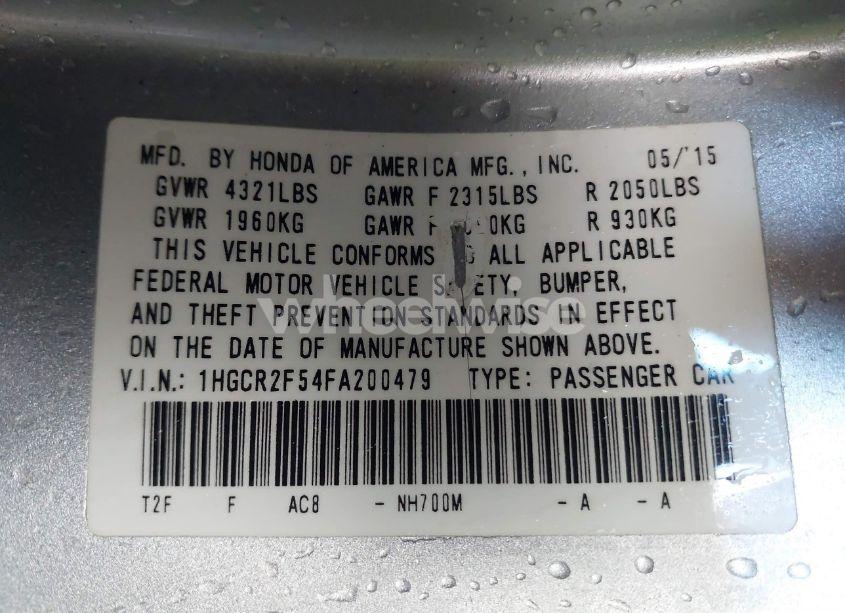 MFD. BY HONDA OF AMERICA MFG., INC. 05/'15
GVWR 4321LBS GAWR F 2315LBS R 2050LBS
GVWR 1960KG GAWR R 930KG
THIS VEHICLE CONFORMS ALL APPLICABLE
FEDERAL MOTOR VEHICLE BUMPER,
AND THEFT PREVENTION STANDARDS IN EFFECT
ON THE DATE OF MANUFACTURE SHOWN ABOVE.
V.I.N.: 1HGCR2F54FA200479 TYPE: PASSENGER CAR
T2F F AC8 - NH700M - A - A
wheelwise